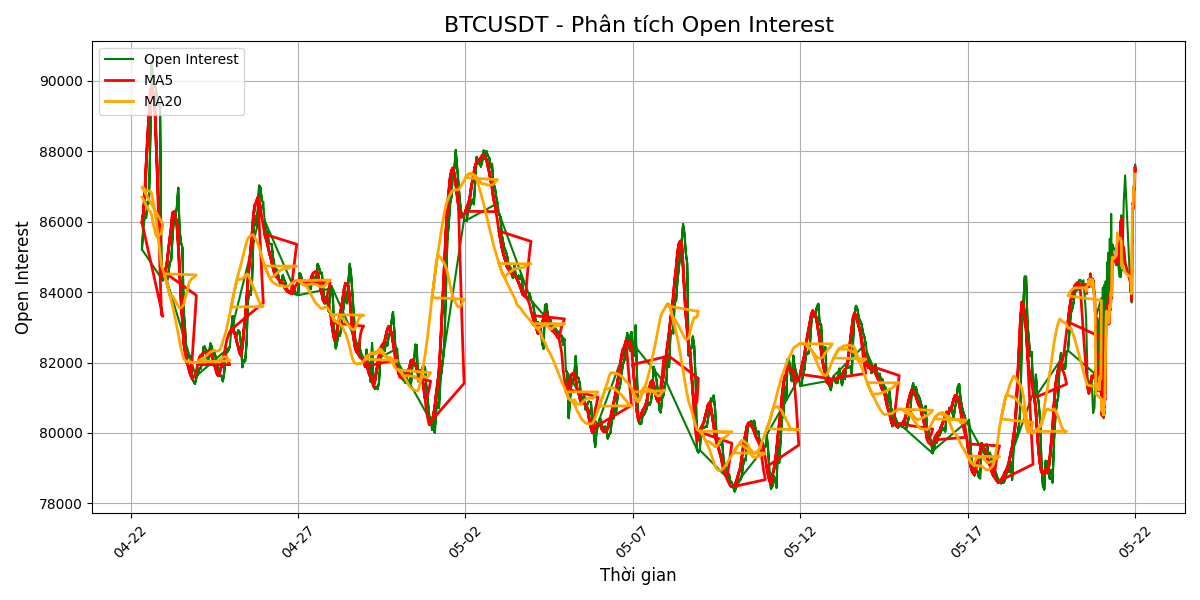 BTCUSDT - Phân tích Open Interest
Open Interest
MA5
MA20
Open Interest
90000
88000
86000
84000
82000
80000
78000
04-22
04-27
05-02
05-07
05-12
05-17
05-22
Thời gian